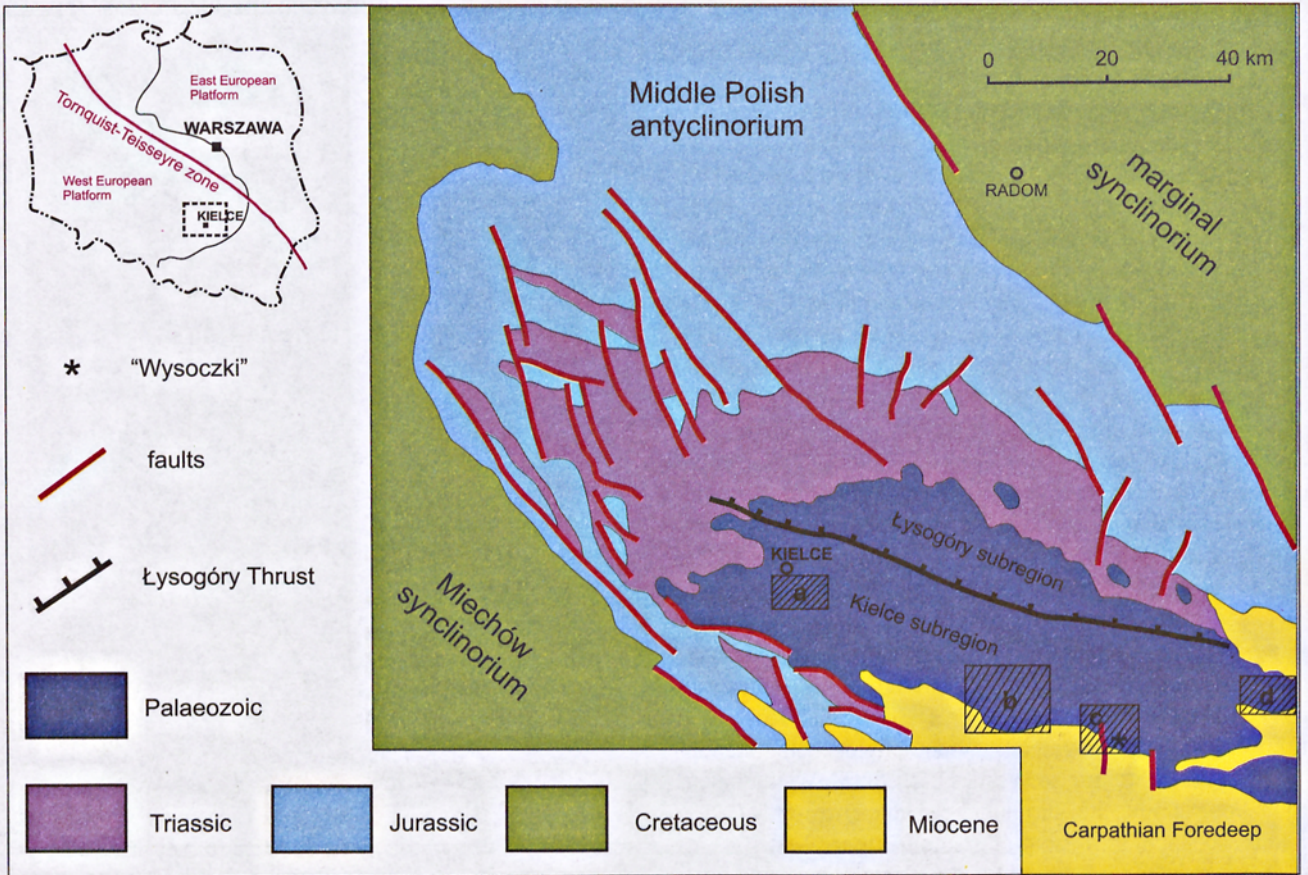 East European
Platform
WARSZAWA
Tornquist-Teisseyre zone
West European
Platform
KIELCE
* "Wysoczki"
faults
Łysogóry Thrust
Palaeozoic
Triassic
Jurassic
Cretaceous
Miocene
0 20 40 km
Middle Polish
antyclinorium
RADOM
marginal
synclinorium
Łysogóry subregion
KIELCE
a
Kielce subregion
Miechów
synclinorium
b
c
*
d
Carpathian Foredeep